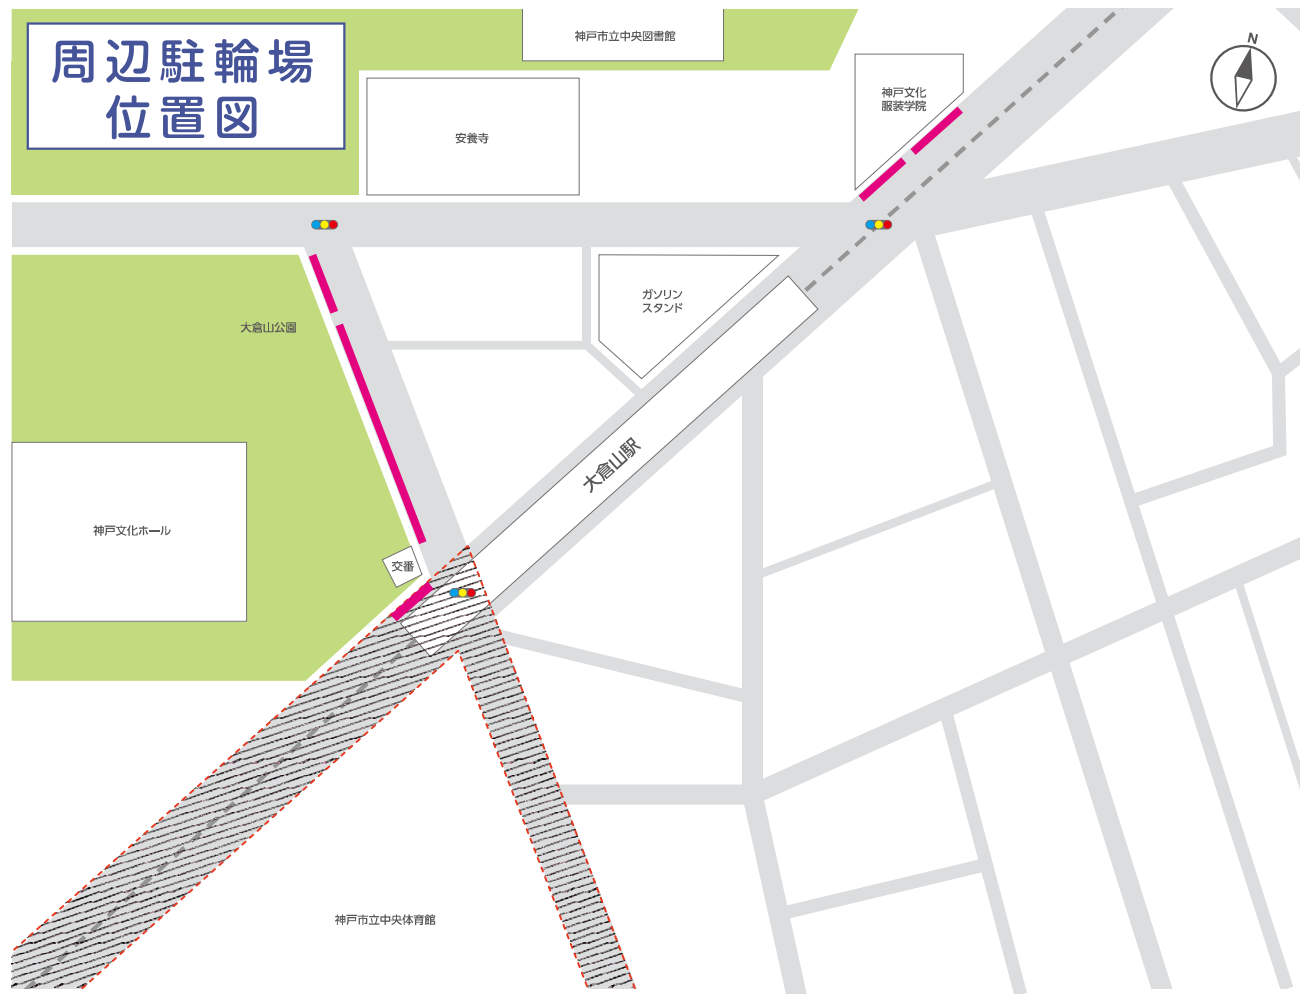 周辺駐輪場
位置図
神戸市立中央図書館
N
神戸文化
服装学院
安養寺
ガソリン
スタンド
大倉山公園
大倉山駅
神戸文化ホール
交番
神戸市立中央体育館